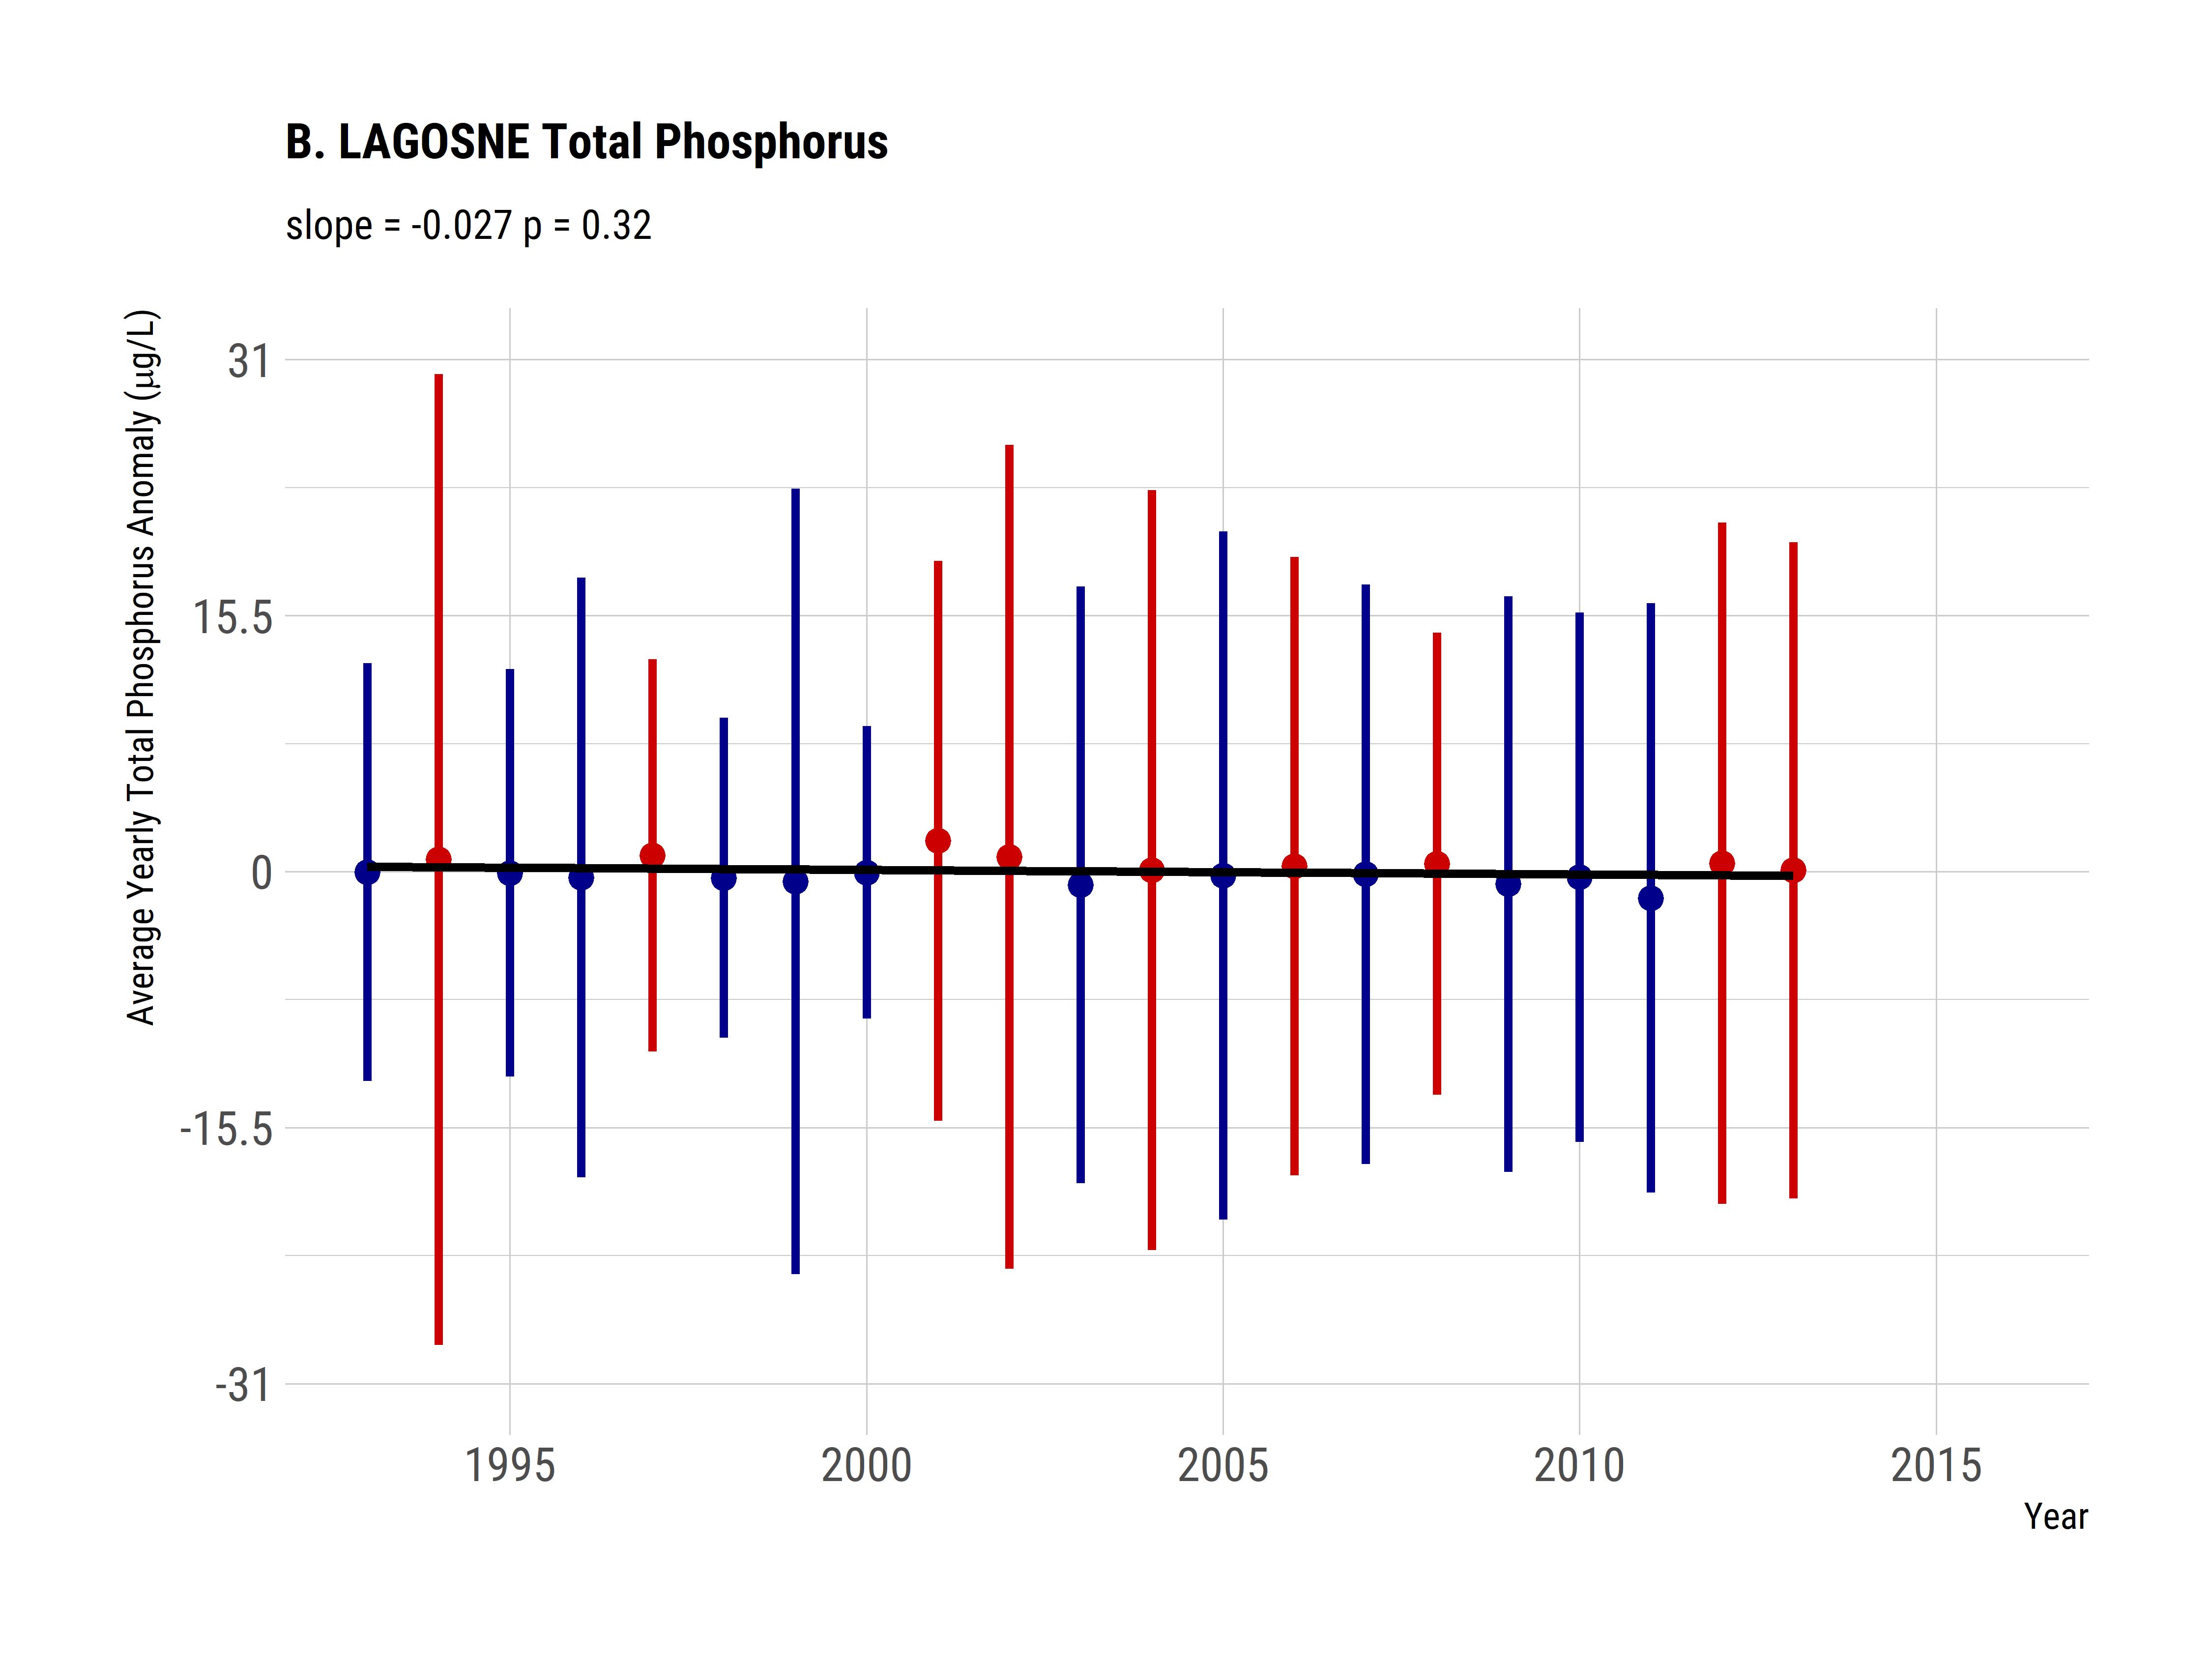 B. LAGOSNE Total Phosphorus
slope = -0.027 p = 0.32
Average Yearly Total Phosphorus Anomaly (μg/L)
31
15.5
0
-15.5
-31
1995 2000 2005 2010 2015
Year